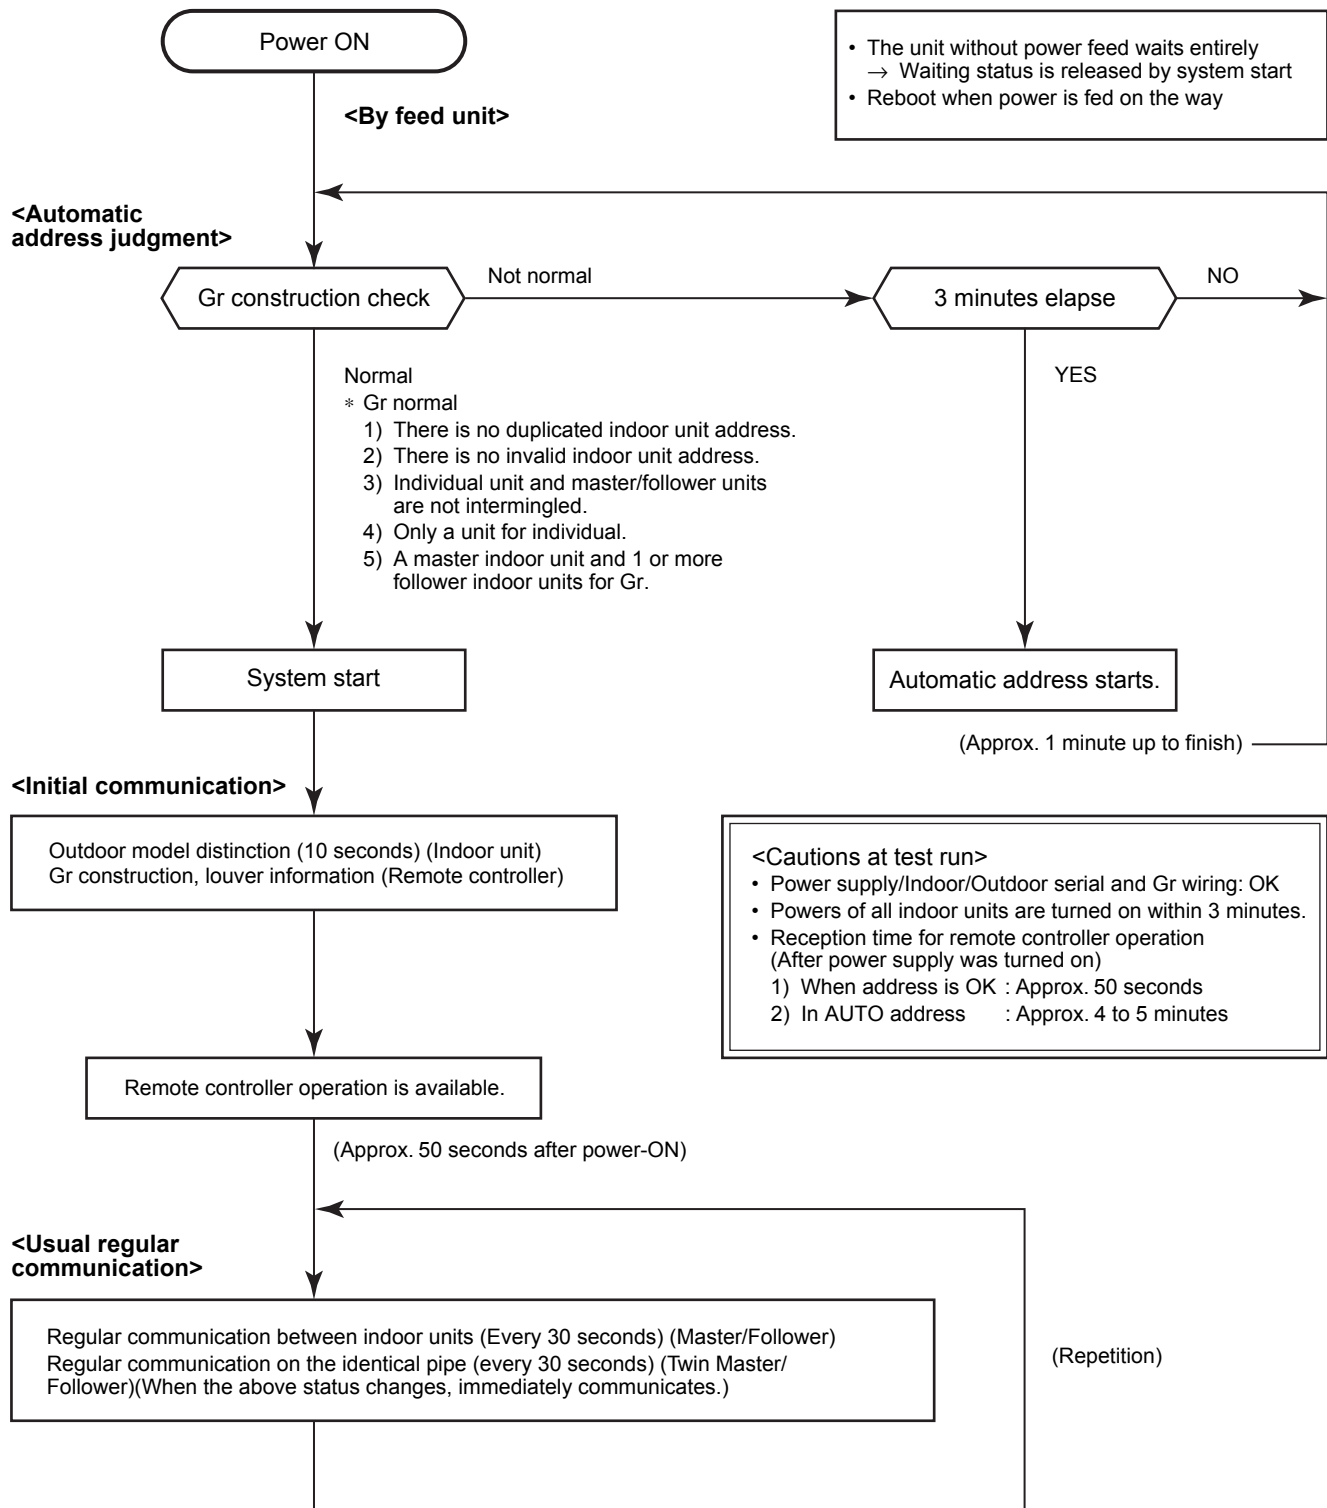 Power ON
• The unit without power feed waits entirely
→ Waiting status is released by system start
• Reboot when power is fed on the way
<By feed unit>
<Automatic
address judgment>
Gr construction check
Not normal
3 minutes elapse
NO
Normal
* Gr normal
1) There is no duplicated indoor unit address.
2) There is no invalid indoor unit address.
3) Individual unit and master/follower units
are not intermingled.
4) Only a unit for individual.
5) A master indoor unit and 1 or more
follower indoor units for Gr.
YES
System start
Automatic address starts.
(Approx. 1 minute up to finish)
<Initial communication>
Outdoor model distinction (10 seconds) (Indoor unit)
Gr construction, louver information (Remote controller)
<Cautions at test run>
• Power supply/Indoor/Outdoor serial and Gr wiring: OK
• Powers of all indoor units are turned on within 3 minutes.
• Reception time for remote controller operation
(After power supply was turned on)
1) When address is OK : Approx. 50 seconds
2) In AUTO address : Approx. 4 to 5 minutes
Remote controller operation is available.
(Approx. 50 seconds after power-ON)
<Usual regular
communication>
Regular communication between indoor units (Every 30 seconds) (Master/Follower)
Regular communication on the identical pipe (every 30 seconds) (Twin Master/
Follower)(When the above status changes, immediately communicates.)
(Repetition)